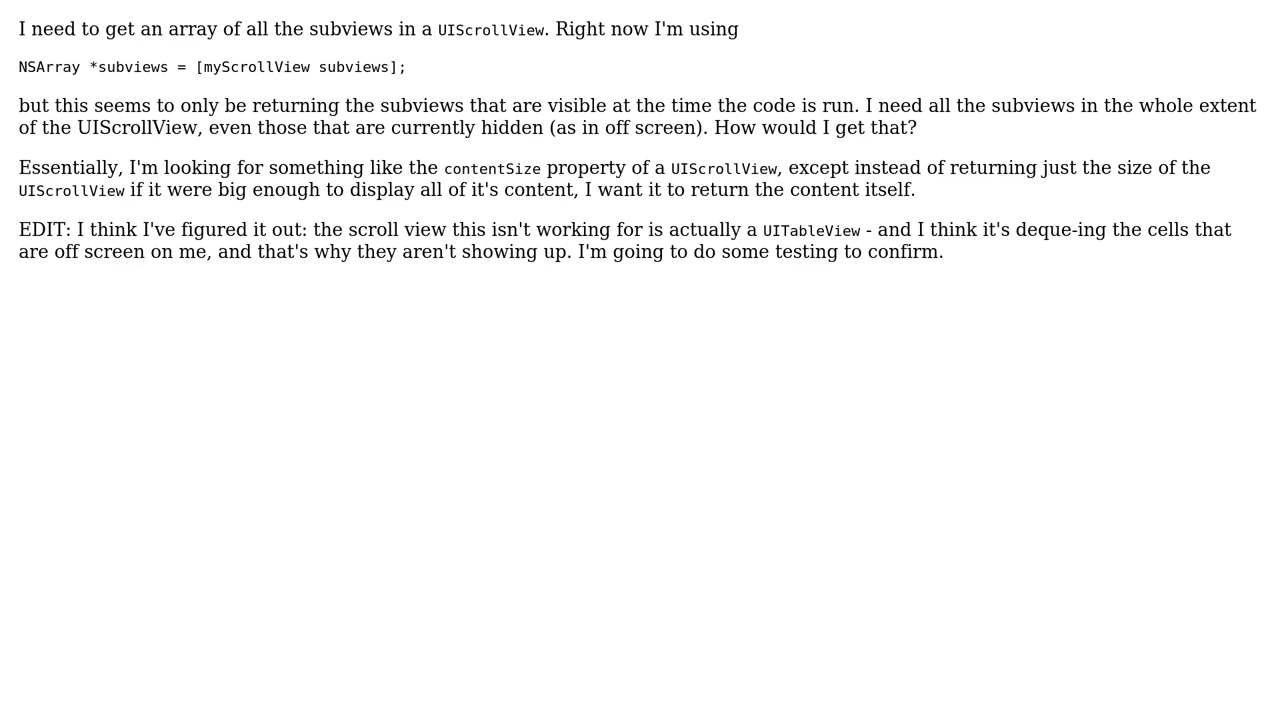 I need to get an array of all the subviews in a UIScrollView. Right now I'm using
NSArray *subviews = [myScrollView subviews];
but this seems to only be returning the subviews that are visible at the time the code is run. I need all the subviews in the whole extent
of the UIScrollView, even those that are currently hidden (as in off screen). How would I get that?
Essentially, I'm looking for something like the contentSize property of a UIScrollView, except instead of returning just the size of the
UIScrollView if it were big enough to display all of it's content, I want it to return the content itself.
EDIT: I think I've figured it out: the scroll view this isn't working for is actually a UITableView - and I think it's deque-ing the cells that
are off screen on me, and that's why they aren't showing up. I'm going to do some testing to confirm.